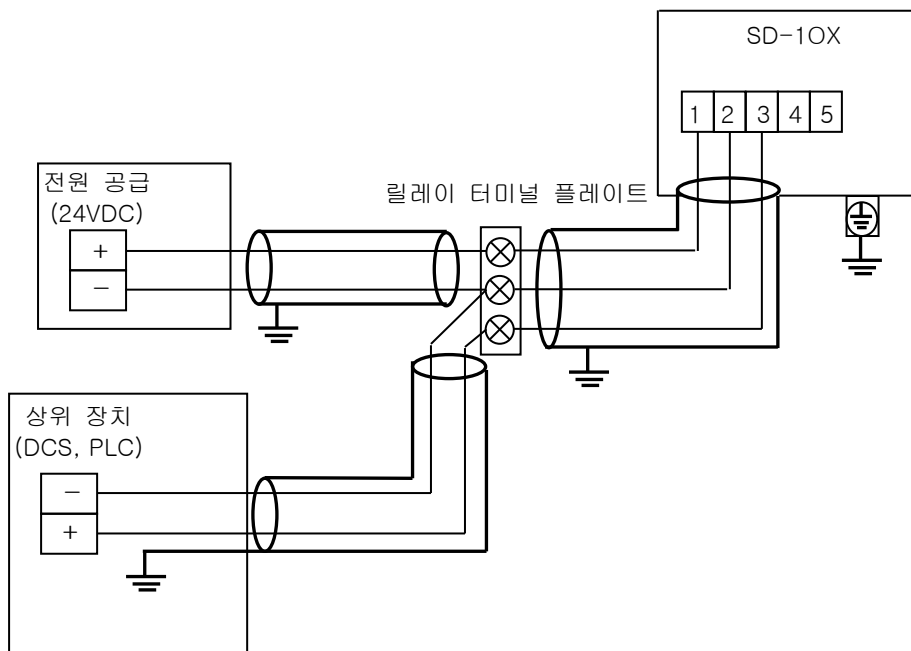 SD-10X
1 2 3 4 5
전원 공급
(24VDC)
+
−
릴레이 터미널 플레이트
상위 장치
(DCS, PLC)
−
+